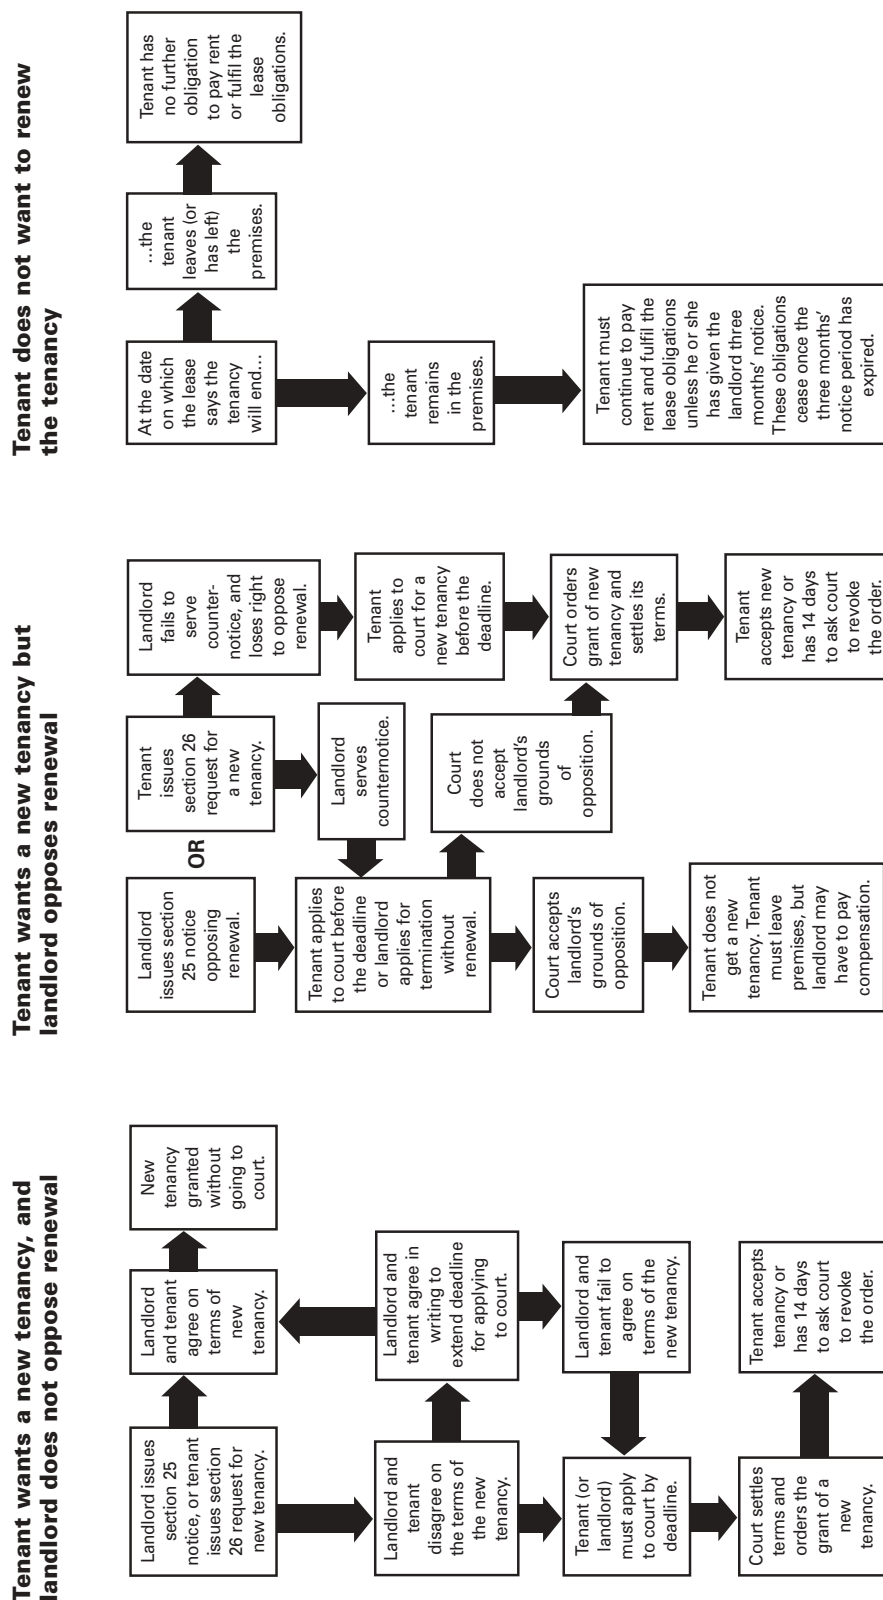 Tenant wants a new tenancy, and
landlord does not oppose renewal
Landlord issues
section 25
notice, or tenant
issues section
26 request for
new tenancy.
Landlord
and tenant
agree on
terms of
new
tenancy.
New
tenancy
granted
without
going to
court.
Landlord and
tenant
disagree on
the terms of
the new
tenancy.
Landlord and
tenant agree in
writing to
extend deadline
for applying
to court.
Tenant (or
landlord)
must apply
to court by
deadline.
Landlord and
tenant fail to
agree on
terms of the
new tenancy.
Court settles
terms and
orders the
grant of a
new
tenancy.
Tenant accepts
tenancy or
has 14 days
to ask court
to revoke
the order.
Tenant wants a new tenancy but
landlord opposes renewal
Landlord
issues section
25 notice
opposing
renewal.
OR
Tenant
issues
section 26
request for
a new
tenancy.
Landlord
fails to
serve
counter-
notice, and
loses right
to oppose
renewal.
Tenant applies
to court before
the deadline
or landlord
applies for
termination
without
renewal.
Landlord
serves
counternotice.
Tenant
applies to
court for a
new tenancy
before the
deadline.
Court accepts
landlord's
grounds of
opposition.
Court
does not
accept
landlord's
grounds
of
opposition.
Court orders
grant of new
tenancy and
settles its
terms.
Tenant does not
get a new
tenancy. Tenant
must leave
premises, but
landlord may
have to pay
compensation.
Tenant
accepts new
tenancy or
has 14 days
to ask court
to revoke
the order.
Tenant does not want to renew
the tenancy
At the date
on which
the lease
says the
tenancy
will end...
...the
tenant
leaves (or
has left)
the
premises.
Tenant has
no further
obligation
to pay rent
or fulfil the
lease
obligations.
...the
tenant
remains
in the
premises.
Tenant must
continue to pay
rent and fulfil the
lease obligations
unless he or she
has given the
landlord three
months' notice.
These obligations
cease once the
three months'
notice period has
expired.